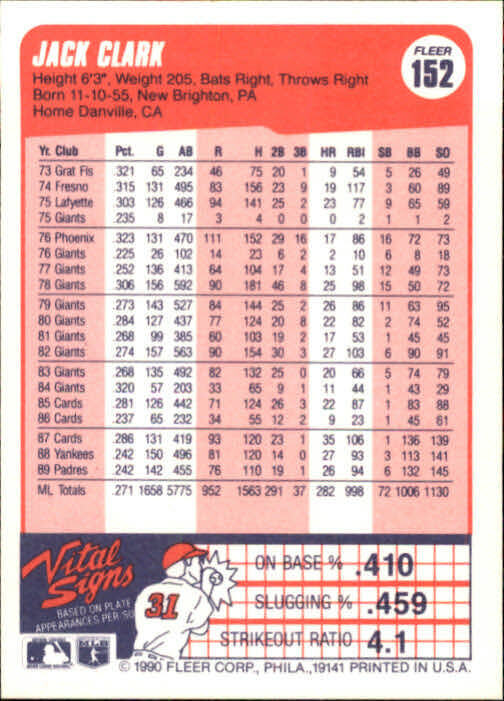 JACK CLARK
FLEER
152
Height 6'3", Weight 205, Bats Right, Throws Right
Born 11-10-55, New Brighton, PA
Home Danville, CA
Yr. Club Pct. G AB R H 2B 3B HR RBI SB BB SO
73 Grat Fls .321 65 234 46 75 20 1 9 54 5 26 49
74 Fresno .315 131 495 83 156 23 9 19 117 3 60 89
75 Lafyette .303 126 466 94 141 25 2 23 77 9 65 59
75 Giants .235 8 17 3 4 0 0 0 2 1 1 2
76 Phoenix .323 131 470 111 152 29 16 17 86 16 72 73
76 Giants .225 26 102 14 23 6 2 2 10 6 8 18
77 Giants .252 136 413 64 104 17 4 13 51 12 49 73
78 Giants .306 156 592 90 181 46 8 25 98 15 50 72
79 Giants .273 143 527 84 144 25 2 26 86 11 63 95
80 Giants .284 127 437 77 124 20 8 22 82 2 74 52
81 Giants .268 99 385 60 103 19 2 17 53 1 45 45
82 Giants .274 157 563 90 154 30 3 27 103 6 90 91
83 Giants .268 135 492 82 132 25 0 20 66 5 74 79
84 Giants .320 57 203 33 65 9 1 11 44 1 43 29
85 Cards .281 126 442 71 124 26 3 22 87 1 83 88
86 Cards .237 65 232 34 55 12 2 9 23 1 45 61
87 Cards .286 131 419 93 120 23 1 35 106 1 136 139
88 Yankees .242 150 496 81 120 14 0 27 93 3 113 141
89 Padres .242 142 455 76 110 19 1 26 94 6 132 145
ML Totals .271 1658 5775 952 1563 291 37 282 998 72 1006 1130
Vital
Signs
BASED ON PLATE
APPEARANCES PER '50
31
ON BASE % .410
SLUGGING % .459
STRIKEOUT RATIO 4.1
© 1990 FLEER CORP., PHILA., 19141 PRINTED IN U.S.A.